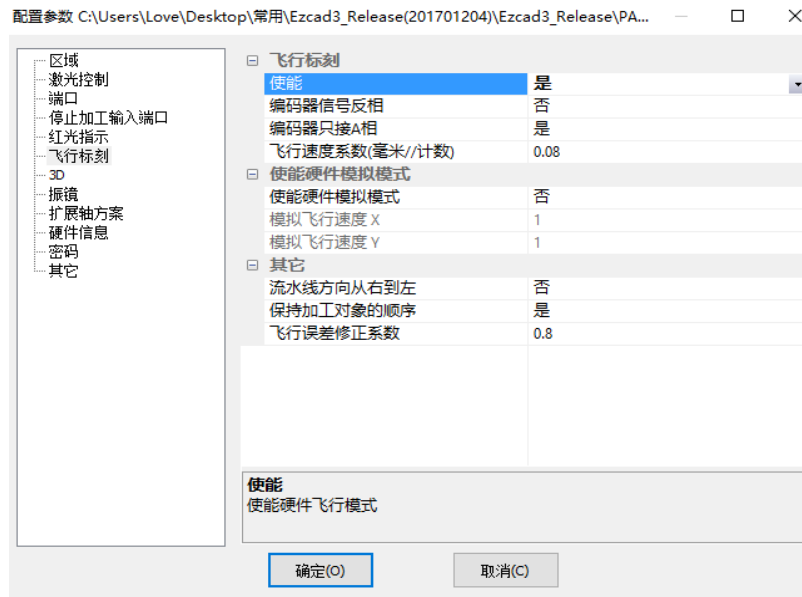 配置参数 C:\Users\Love\Desktop\常用\Ezcad3_Release(201701204)\Ezcad3_Release\PA...
区域
激光控制
端口
停止加工输入端口
红光指示
飞行标刻
3D
振镜
扩展轴方案
硬件信息
密码
其它
飞行标刻
使能 是
编码器信号反相 否
编码器只接A相 是
飞行速度系数(毫米//计数) 0.08
使能硬件模拟模式
使能硬件模拟模式 否
模拟飞行速度 X 1
模拟飞行速度 Y 1
其它
流水线方向从右到左 否
保持加工对象的顺序 是
飞行误差修正系数 0.8
使能
使能硬件飞行模式
确定(O) 取消(C)